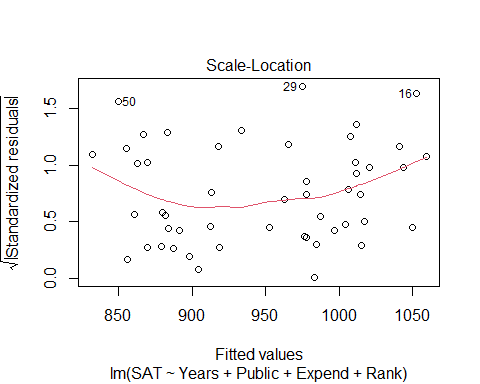 Scale-Location
√|Standardized residuals|
0.0 0.5 1.0 1.5
50
29
16
850 900 950 1000 1050
Fitted values
lm(SAT ~ Years + Public + Expend + Rank)